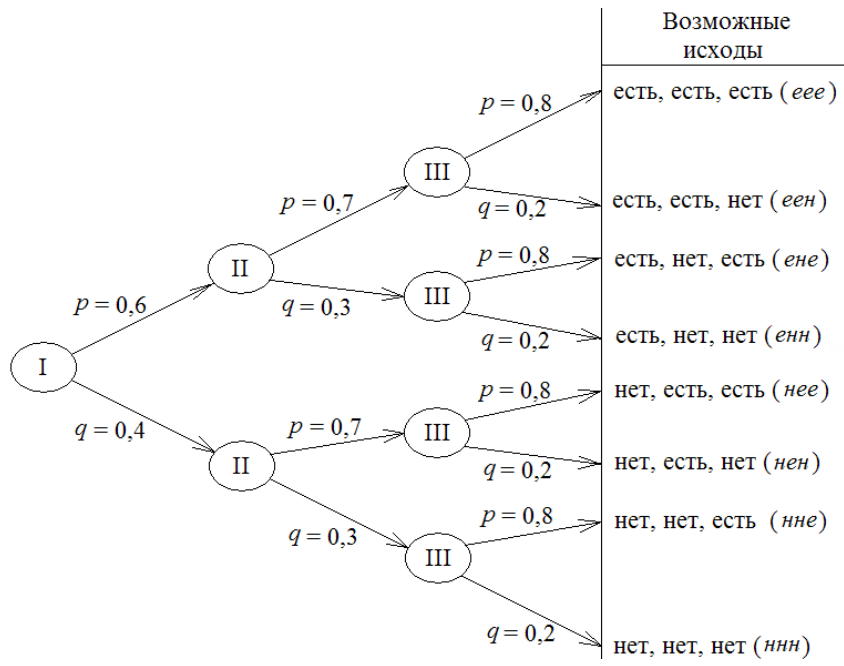 Возможные
исходы
p = 0,8
есть, есть, есть (еее)
III
p = 0,7
q = 0,2
есть, есть, нет (еен)
II
p = 0,8
есть, нет, есть (ене)
p = 0,6
q = 0,3
III
q = 0,2
есть, нет, нет (енн)
I
p = 0,8
нет, есть, есть (нее)
q = 0,4
p = 0,7
III
II
q = 0,2
нет, есть, нет (нен)
p = 0,8
нет, нет, есть (нне)
q = 0,3
III
q = 0,2
нет, нет, нет (ннн)